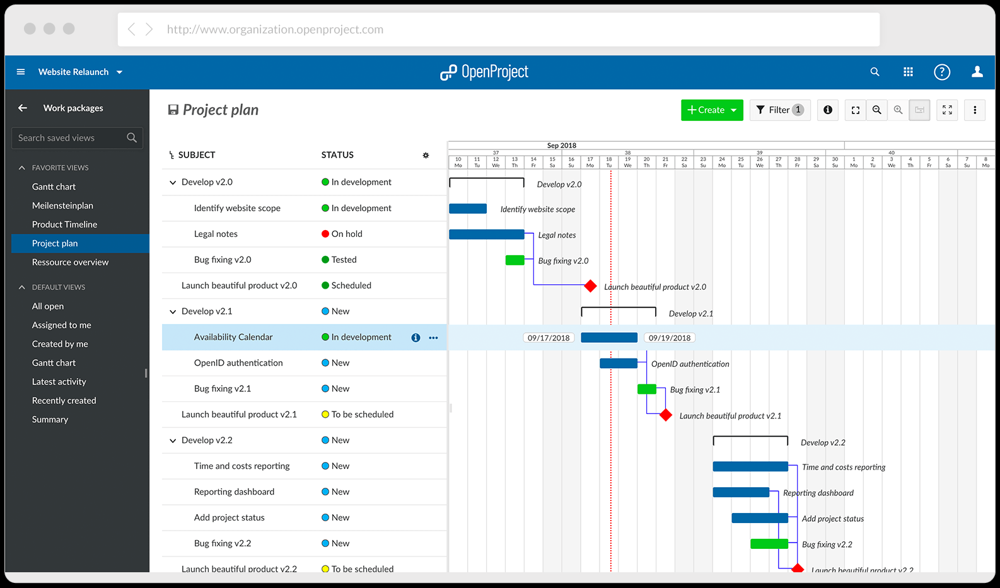 http://www.organization.openproject.com
Website Relaunch
OpenProject
?
Work packages
Search saved views
FAVORITE VIEWS
Gantt chart
Meilensteinplan
Product Timeline
Project plan
Ressource overview
DEFAULT VIEWS
All open
Assigned to me
Created by me
Gantt chart
Latest activity
Recently created
Summary
Project plan
+ Create
Filter 1
SUBJECT STATUS
Sep 2018
37 38 39 40
10 11 12 13 14 15 16 17 18 19 20 21 22 23 24 25 26 27 28 29 30 1 2 3 4 5 6 7 8
Mo Tu We Th Fr Sa Su Mo Tu We Th Fr Sa Su Mo Tu We Th Fr Sa Su Mo Tu We Th Fr Sa Su Mo
Develop v2.0 In development Develop v2.0
Identify website scope In development Identify website scope
Legal notes On hold Legal notes
Bug fixing v2.0 Tested Bug fixing v2.0
Launch beautiful product v2.0 Scheduled Launch beautiful product v2.0
Develop v2.1 New Develop v2.1
Availability Calendar In development 09/17/2018 09/19/2018
OpenID authentication New OpenID authentication
Bug fixing v2.1 New Bug fixing v2.1
Launch beautiful product v2.1 To be scheduled Launch beautiful product v2.1
Develop v2.2 New Develop v2.2
Time and costs reporting New Time and costs reporting
Reporting dashboard New Reporting dashboard
Add project status New Add project status
Bug fixing v2.2 New Bug fixing v2.2
Launch beautiful product v2.2 To be scheduled Launch beautiful product v2.2